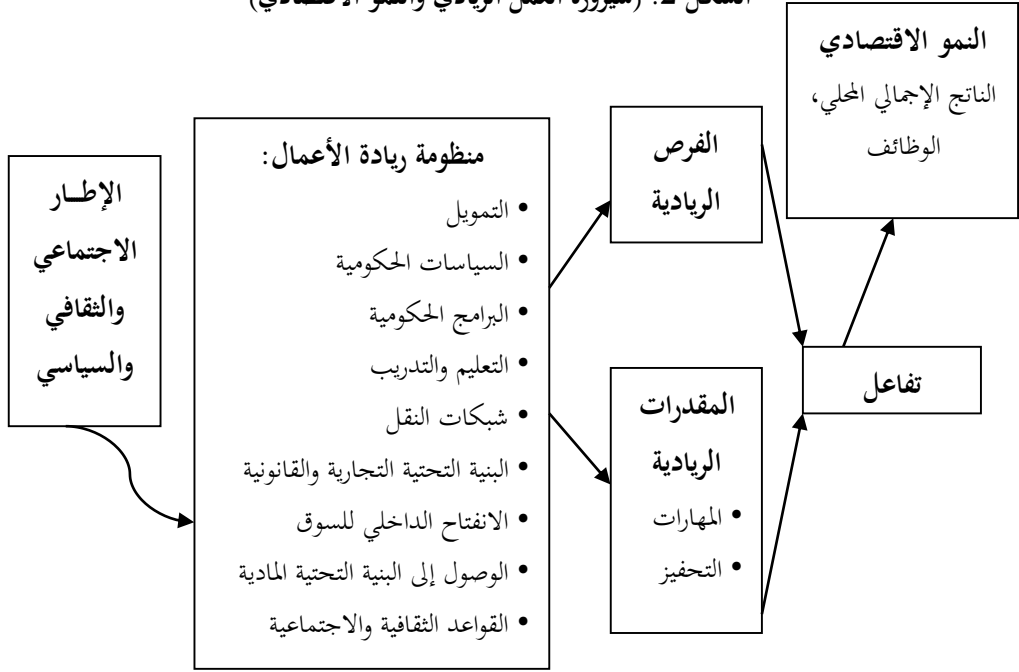 الشكل 2: (سيرورة العمل الريادي والنمو الاقتصادي)
النمو الاقتصادي
الناتج الإجمالي المحلي،
الوظائف
الفرص
الريادية
منظومة ريادة الأعمال:
• التمويل
• السياسات الحكومية
• البرامج الحكومية
• التعليم والتدريب
• شبكات النقل
• البنية التحتية التجارية والقانونية
• الانفتاح الداخلي للسوق
• الوصول إلى البنية التحتية المادية
• القواعد الثقافية والاجتماعية
الإطــار
الاجتماعي
والثقافي
والسياسي
تفاعل
المقدرات
الريادية
• المهارات
• التحفيز